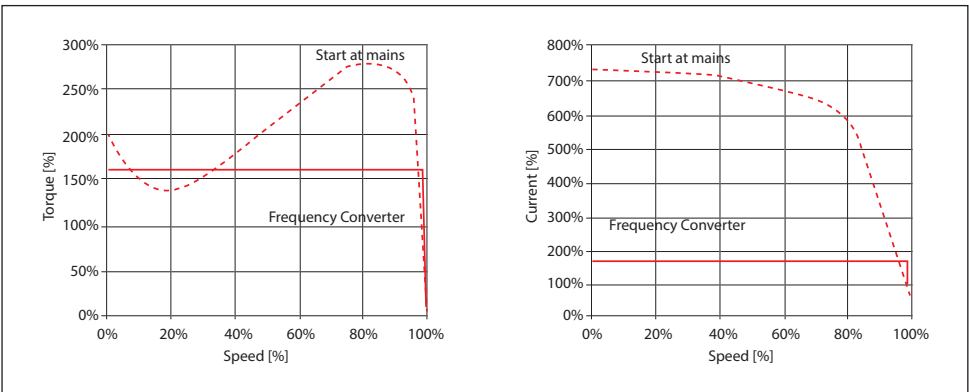 300%
250%
200%
150%
100%
50%
0%
Torque [%]
Start at mains
Frequency Converter
0% 20% 40% 60% 80% 100%
Speed [%]
800%
700%
600%
500%
400%
300%
200%
100%
0%
Current [%]
Start at mains
Frequency Converter
0% 20% 40% 60% 80% 100%
Speed [%]